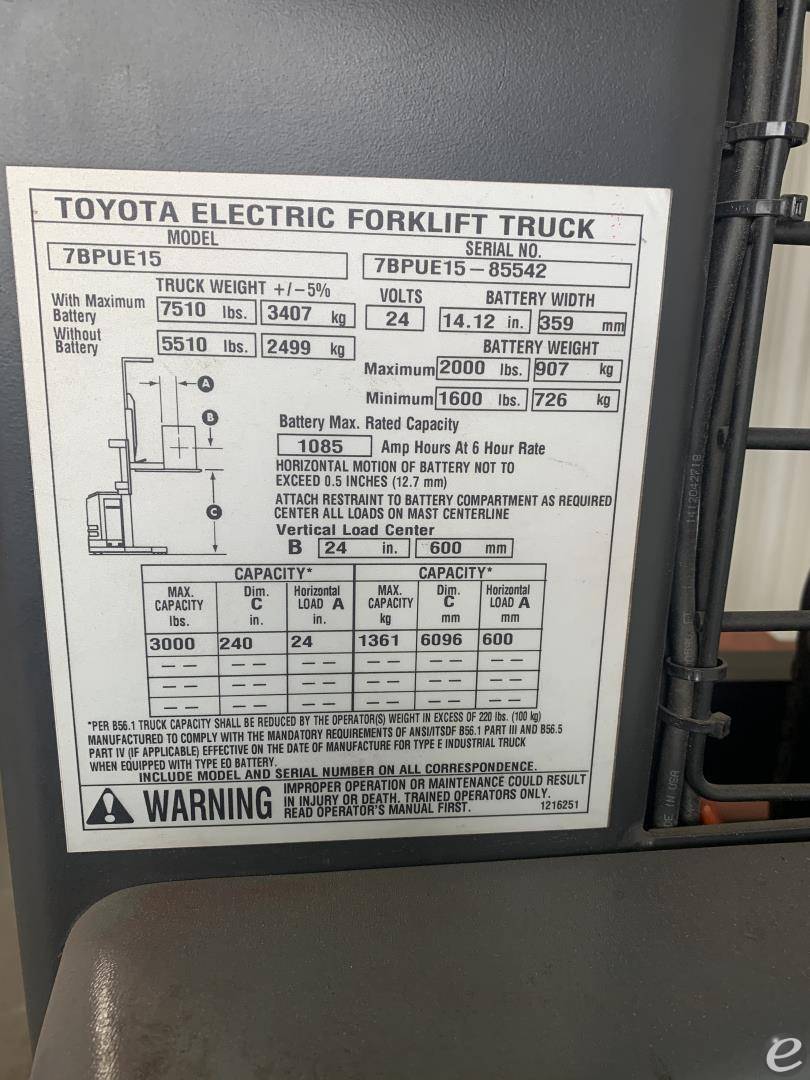 TOYOTA ELECTRIC FORKLIFT TRUCK
MODEL
7BPUE15
SERIAL NO.
7BPUE15-85542
TRUCK WEIGHT +/-5%
With Maximum Battery 7510 lbs. 3407 kg
Without Battery 5510 lbs. 2499 kg
VOLTS
24
BATTERY WIDTH
14.12 in. 359 mm
BATTERY WEIGHT
Maximum 2000 lbs. 907 kg
Minimum 1600 lbs. 726 kg
A
B
C
Battery Max. Rated Capacity
1085 Amp Hours At 6 Hour Rate
HORIZONTAL MOTION OF BATTERY NOT TO
EXCEED 0.5 INCHES (12.7 mm)
ATTACH RESTRAINT TO BATTERY COMPARTMENT AS REQUIRED
CENTER ALL LOADS ON MAST CENTERLINE
Vertical Load Center
B 24 in. 600 mm
CAPACITY* CAPACITY*
MAX. CAPACITY lbs. Dim. C in. Horizontal LOAD A in. MAX. CAPACITY kg Dim. C mm Horizontal LOAD A mm
3000 240 24 1361 6096 600
— — — — — — — — — — — —
— — — — — — — — — — — —
— — — — — — — — — — — —
*PER B56.1 TRUCK CAPACITY SHALL BE REDUCED BY THE OPERATOR(S) WEIGHT IN EXCESS OF 220 lbs. (100 kg)
MANUFACTURED TO COMPLY WITH THE MANDATORY REQUIREMENTS OF ANSI/ITSDF B56.1 PART III AND B56.5
PART IV (IF APPLICABLE) EFFECTIVE ON THE DATE OF MANUFACTURE FOR TYPE E INDUSTRIAL TRUCK
WHEN EQUIPPED WITH TYPE EO BATTERY.
INCLUDE MODEL AND SERIAL NUMBER ON ALL CORRESPONDENCE.
WARNING
IMPROPER OPERATION OR MAINTENANCE COULD RESULT
IN INJURY OR DEATH. TRAINED OPERATORS ONLY.
READ OPERATOR'S MANUAL FIRST.
1216251
IN USA
e